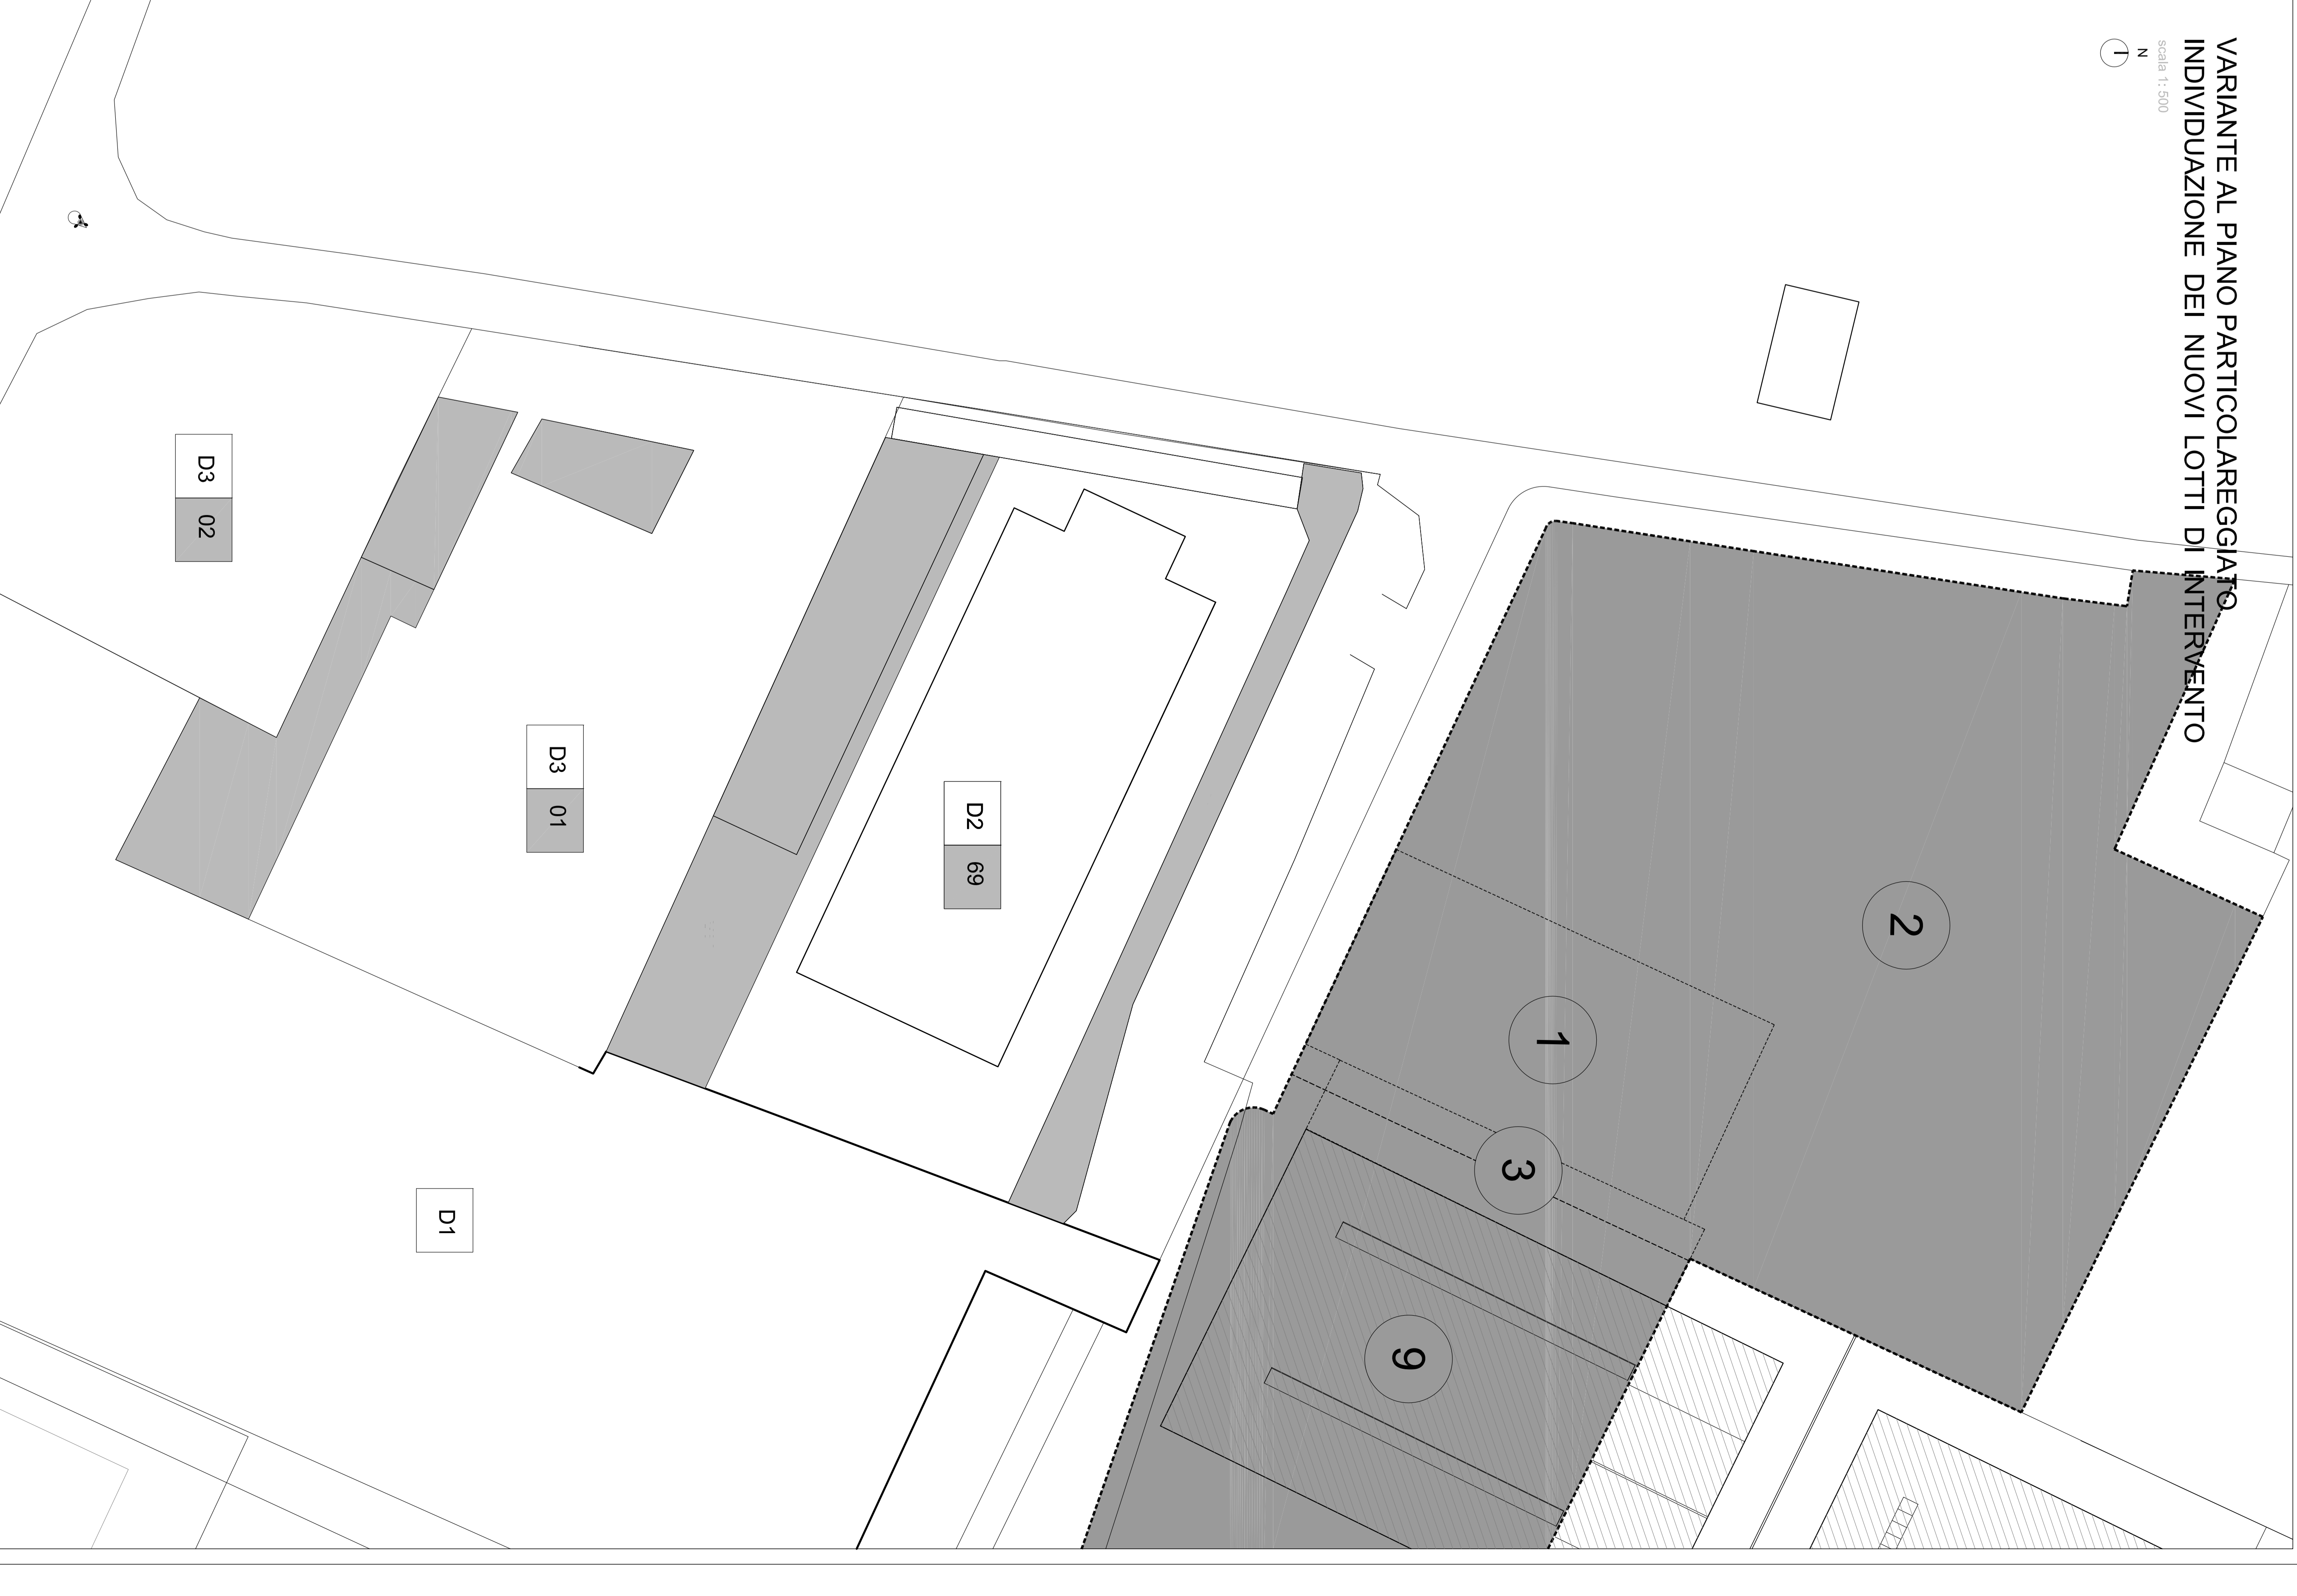 VARIANTE AL PIANO PARTICOLAREGGIATO
INDIVIDUAZIONE DEI NUOVI LOTTI DI INTERVENTO
scala 1: 500
N
2
1
3
9
D2
69
D3
01
D3
02
D1